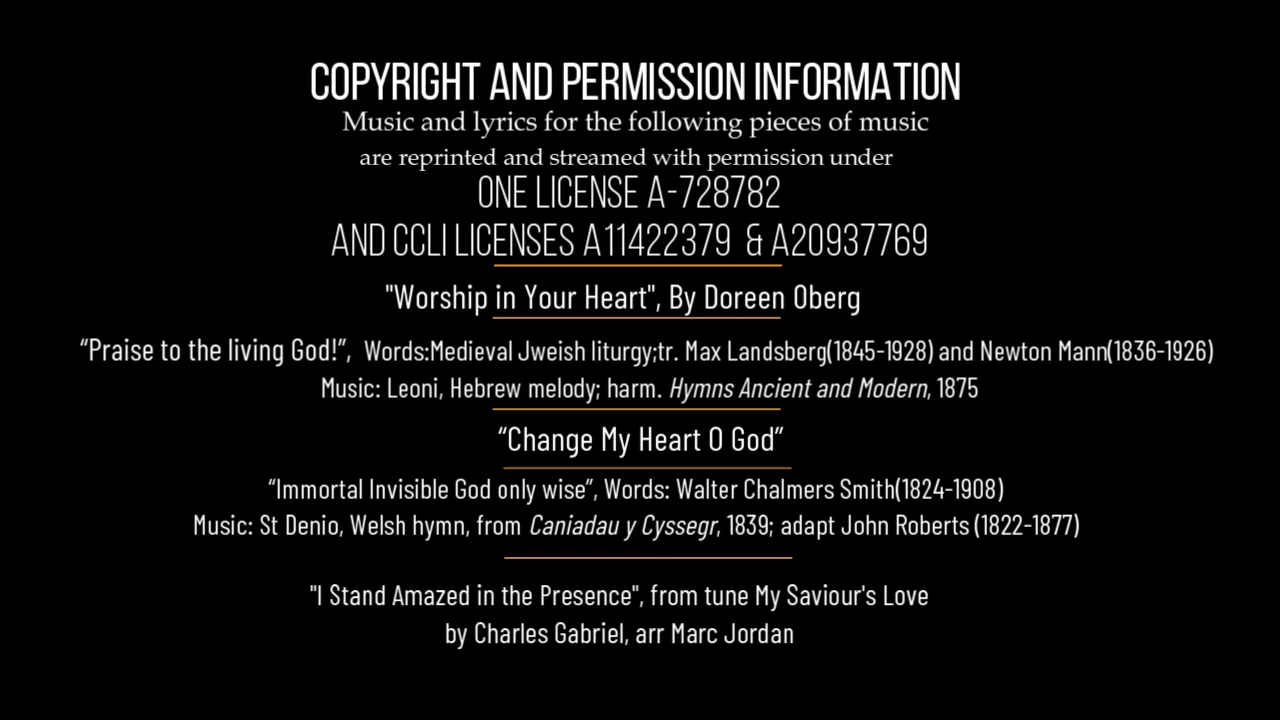 COPYRIGHT AND PERMISSION INFORMATION
Music and lyrics for the following pieces of music
are reprinted and streamed with permission under
ONE LICENSE A-728782
AND CCLI LICENSES A11422379 & A20937769
"Worship in Your Heart", By Doreen Oberg
“Praise to the living God!”, Words:Medieval Jweish liturgy;tr. Max Landsberg(1845-1928) and Newton Mann(1836-1926)
Music: Leoni, Hebrew melody; harm. Hymns Ancient and Modern, 1875
“Change My Heart O God”
“Immortal Invisible God only wise”, Words: Walter Chalmers Smith(1824-1908)
Music: St Denio, Welsh hymn, from Caniadau y Cyssegr, 1839; adapt John Roberts (1822-1877)
"I Stand Amazed in the Presence", from tune My Saviour's Love
by Charles Gabriel, arr Marc Jordan